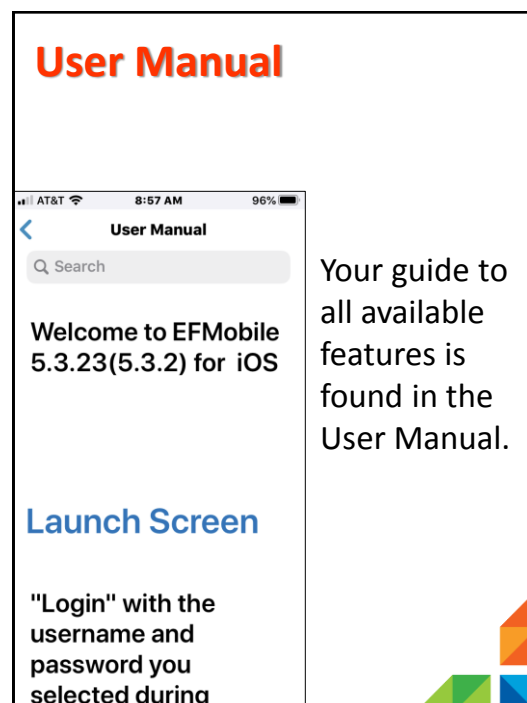 User Manual
AT&T 8:57 AM 96%
User Manual
Search
Welcome to EFMobile
5.3.23(5.3.2) for iOS
Launch Screen
"Login" with the
username and
password you
selected during
Your guide to
all available
features is
found in the
User Manual.